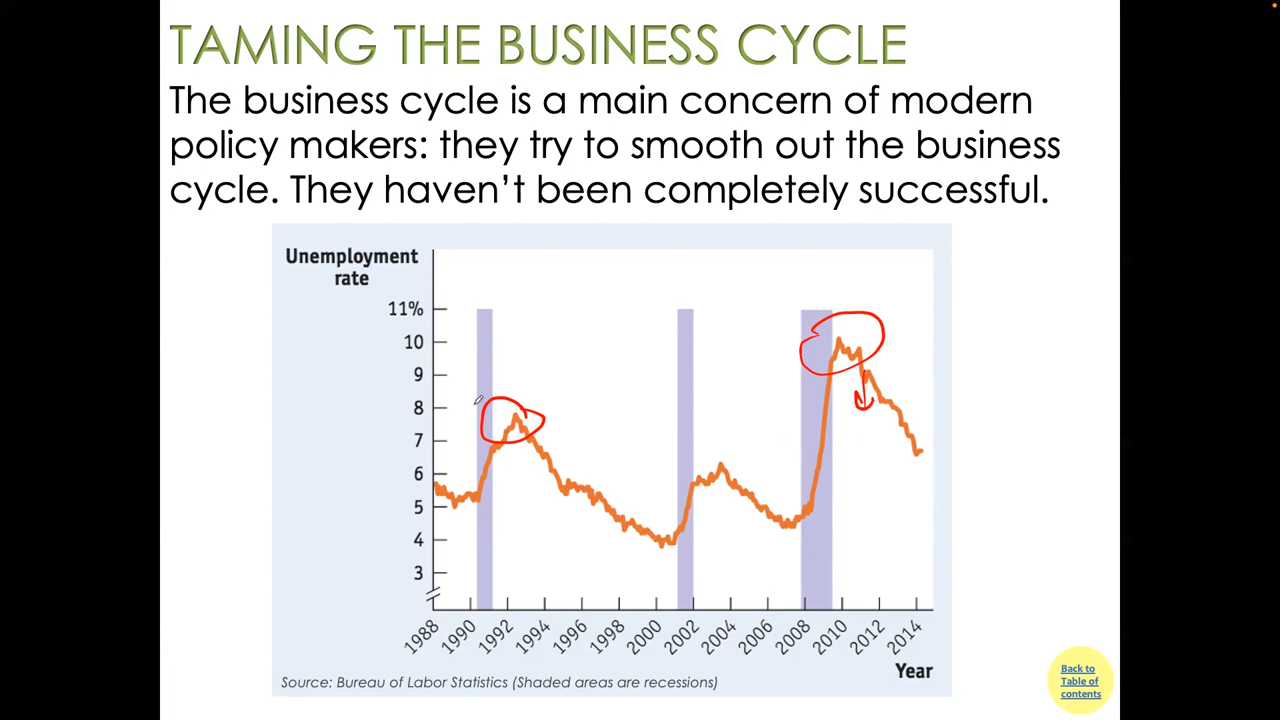 TAMING THE BUSINESS CYCLE
The business cycle is a main concern of modern
policy makers: they try to smooth out the business
cycle. They haven’t been completely successful.
Unemployment
rate
11%
10
9
8
7
6
5
4
3
1988 1990 1992 1994 1996 1998 2000 2002 2004 2006 2008 2010 2012 2014
Year
Source: Bureau of Labor Statistics (Shaded areas are recessions)
Back to
Table of
contents